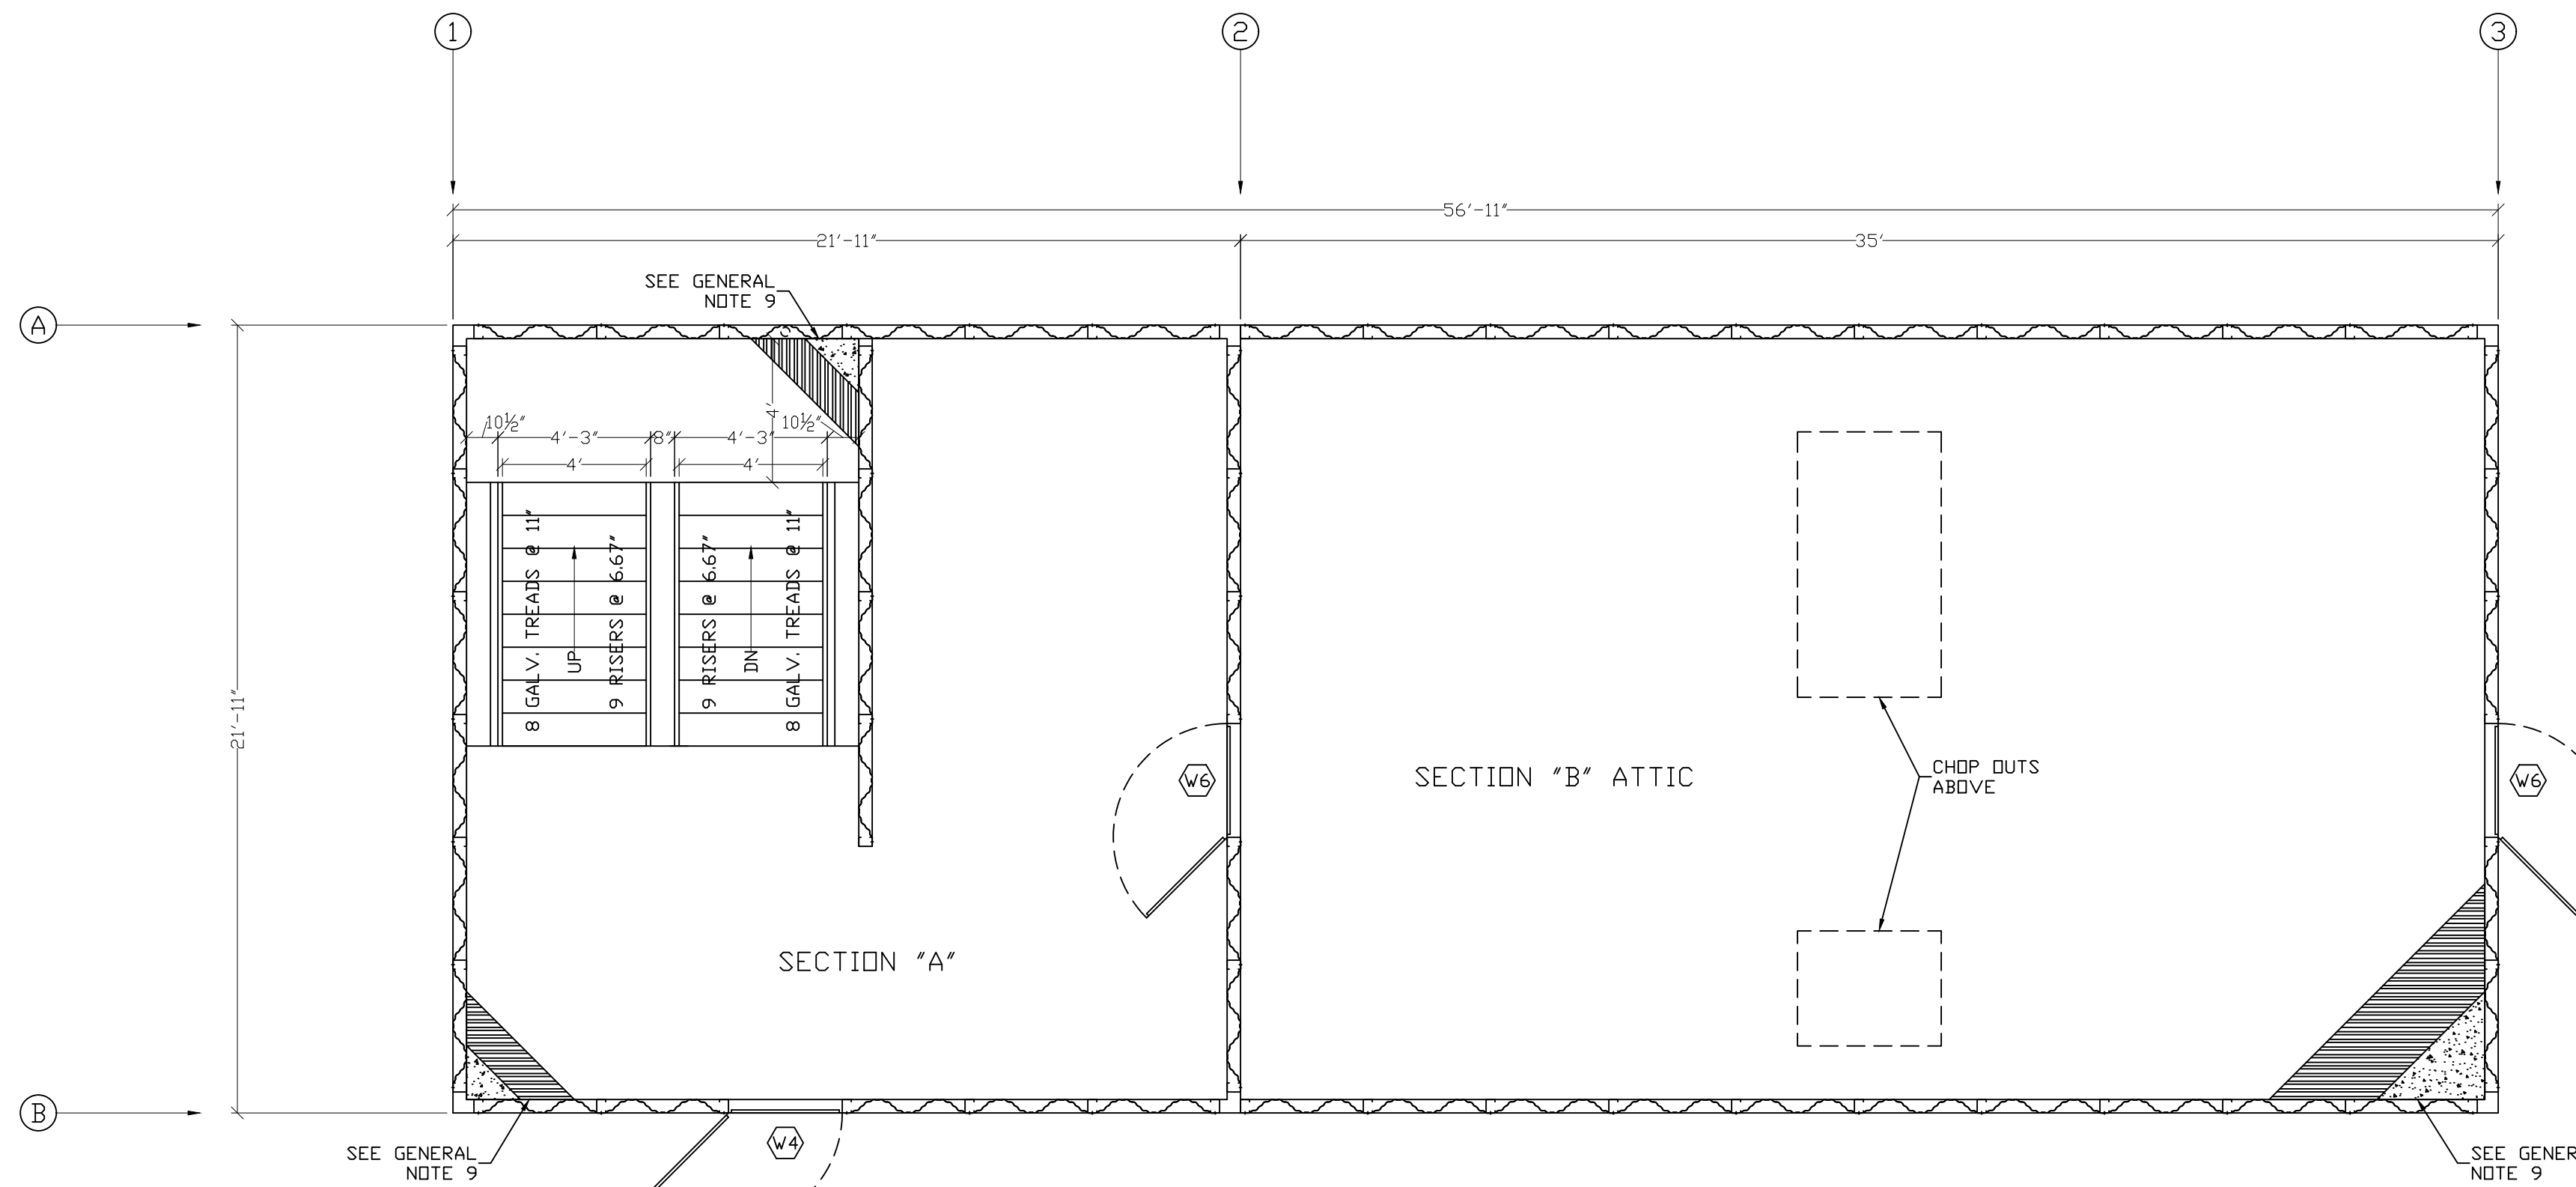 1
2
3
56'-11"
21'-11"
35'
SEE GENERAL
NOTE 9
A
10½"
4'-3"
8"
4'-3"
10½"
4'
4'
4'
8 GALV. TREADS @ 11"
UP
9 RISERS @ 6.67"
9 RISERS @ 6.67"
DN
8 GALV. TREADS @ 11"
21'-11"
W6
SECTION "B" ATTIC
CHOP OUTS
ABOVE
W6
SECTION "A"
B
W4
SEE GENERAL
NOTE 9
SEE GENER
NOTE 9